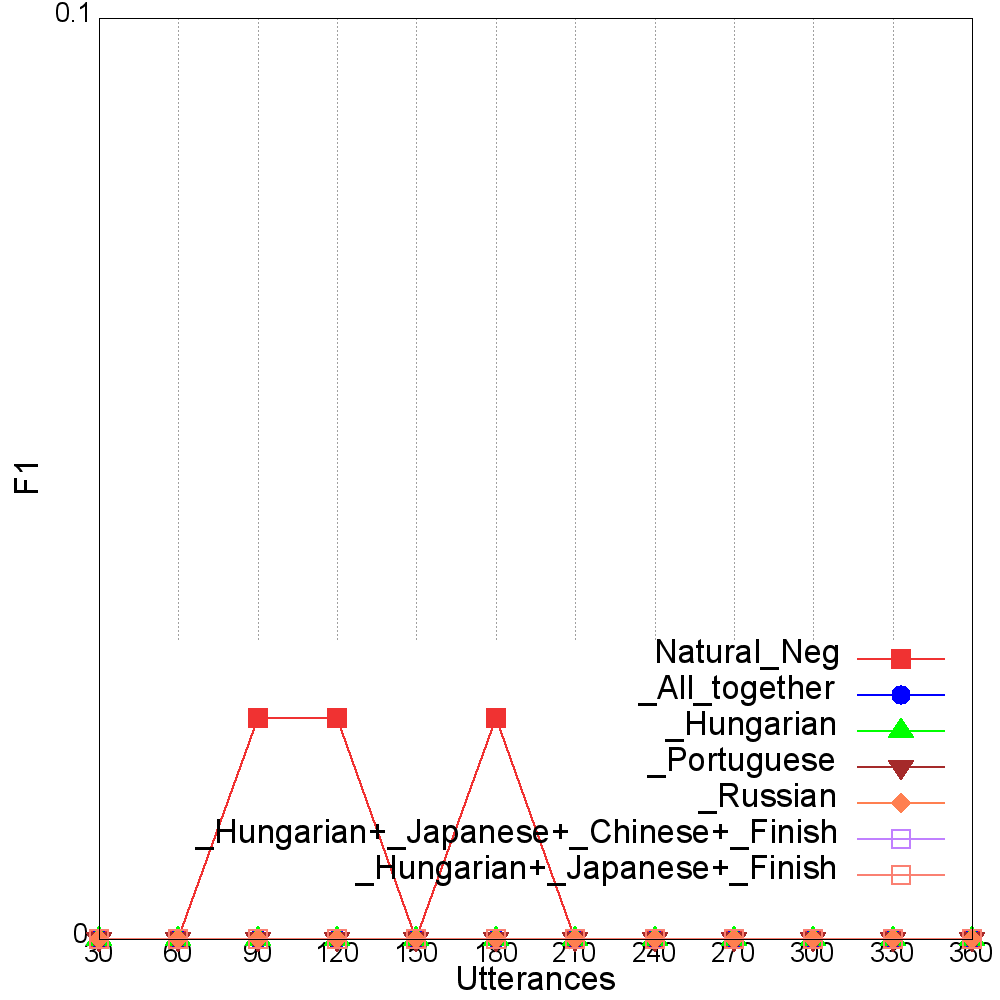 0.1
F1
Natural_Neg
_All_together
_Hungarian
_Portuguese
_Russian
_Hungarian+_Japanese+_Chinese+_Finish
_Hungarian+_Japanese+_Finish
0
30 60 90 120 150 180 210 240 270 300 330 360
Utterances